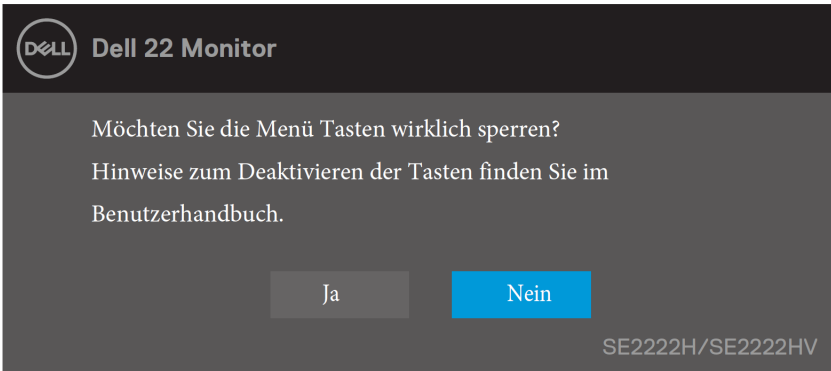 DELL Dell 22 Monitor
Möchten Sie die Menü Tasten wirklich sperren?
Hinweise zum Deaktivieren der Tasten finden Sie im
Benutzerhandbuch.
Ja Nein
SE2222H/SE2222HV